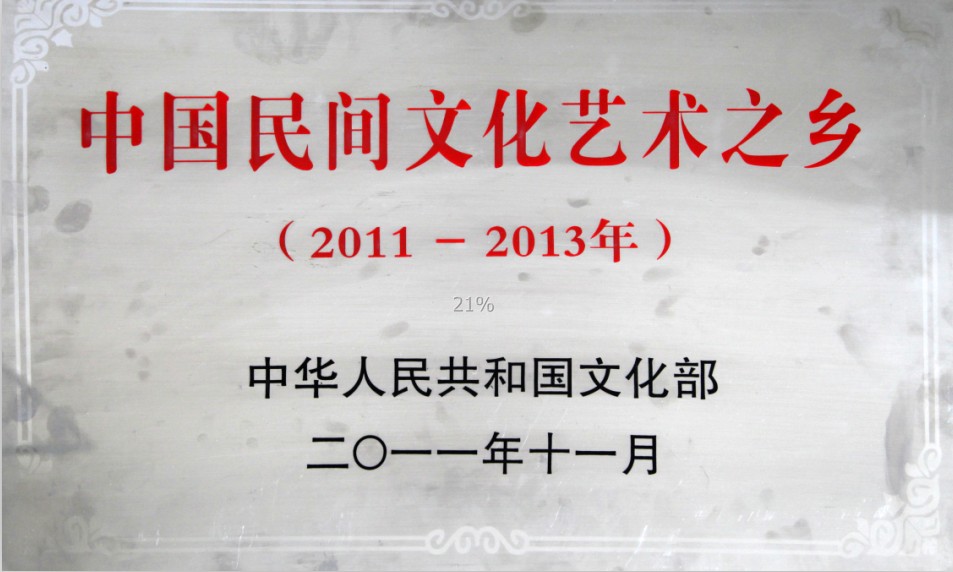 中国民间文化艺术之乡
（2011 － 2013年）
21%
中华人民共和国文化部
二〇一一年十一月